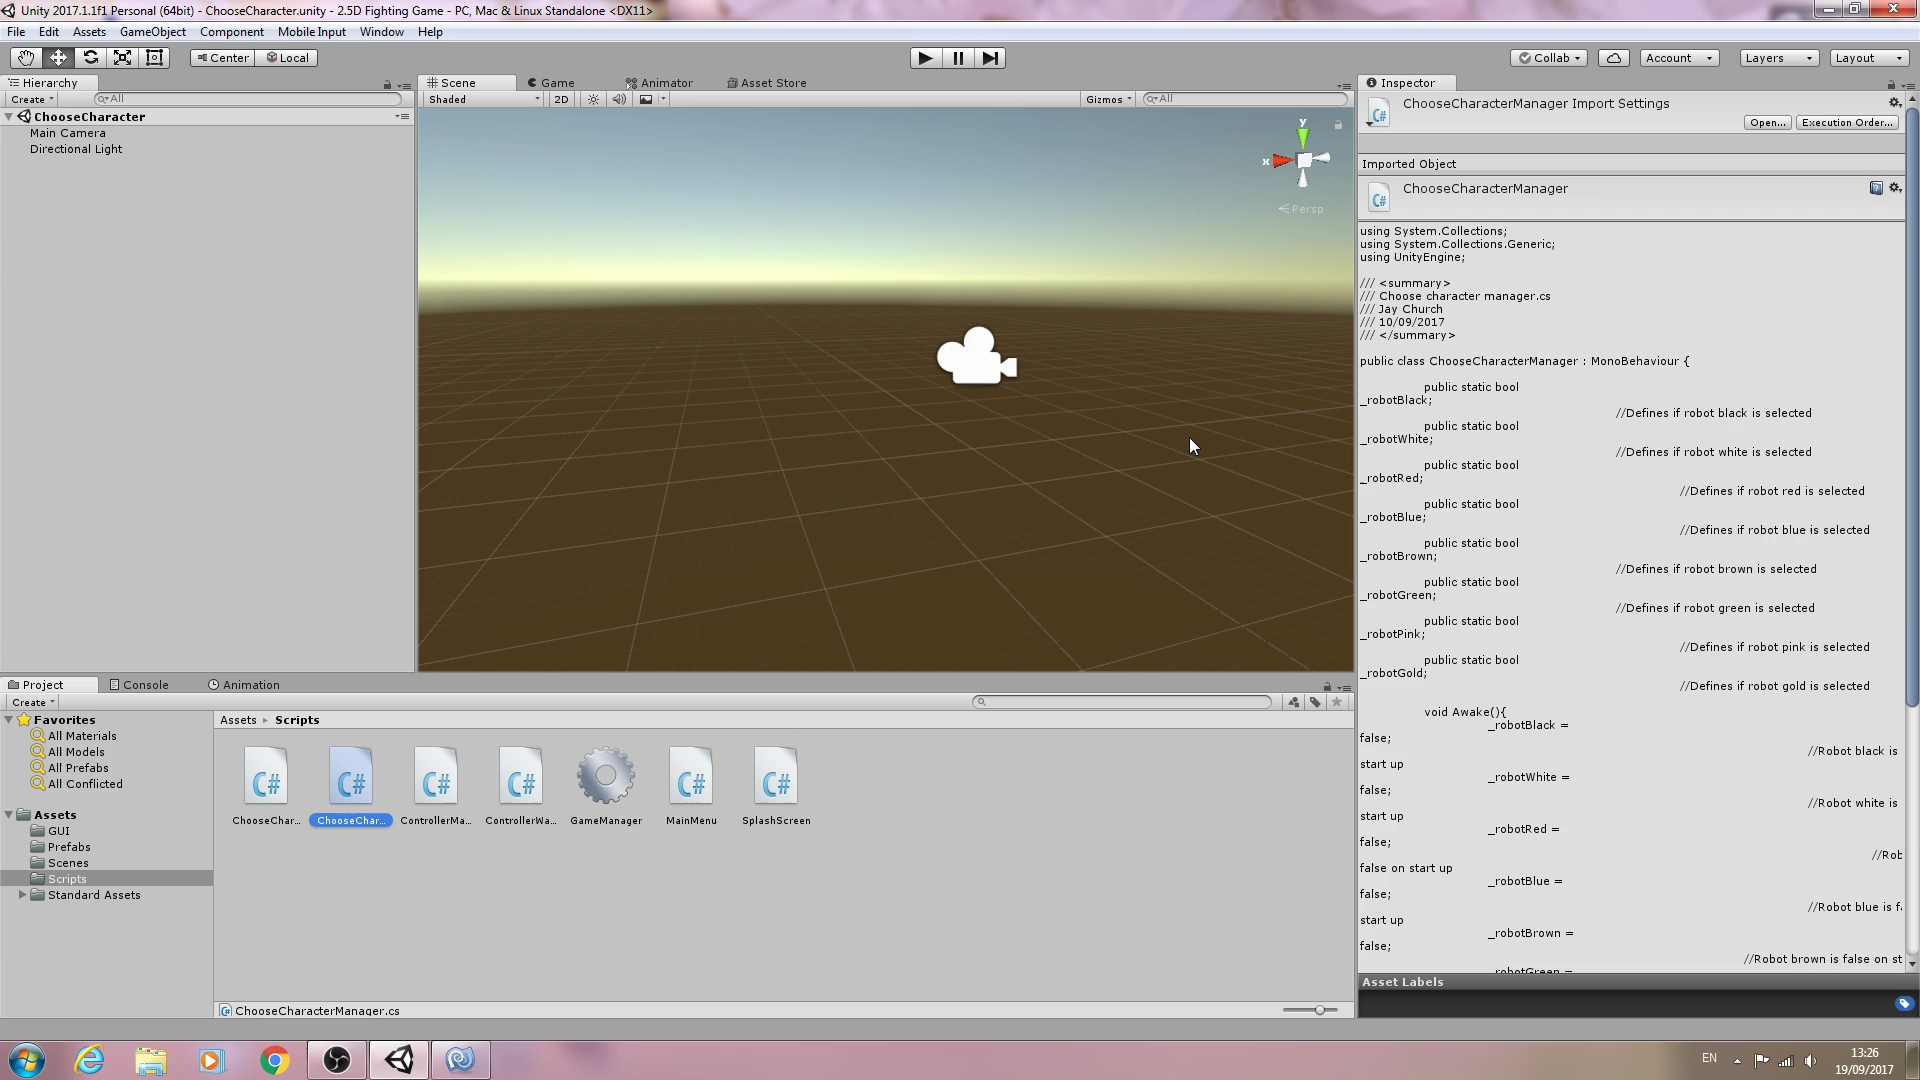 Unity 2017.1.1f1 Personal (64bit) - ChooseCharacter.unity - 2.5D Fighting Game - PC, Mac & Linux Standalone <DX11>
File Edit Assets GameObject Component Mobile Input Window Help
Center Local Collab Account Layers Layout
Hierarchy
Create All
ChooseCharacter
Main Camera
Directional Light
Scene Game Animator Asset Store
Shaded 2D Gizmos All
y
x
Persp
Inspector
ChooseCharacterManager Import Settings
Open... Execution Order...
Imported Object
ChooseCharacterManager
using System.Collections;
using System.Collections.Generic;
using UnityEngine;
/// <summary>
/// Choose character manager.cs
/// Jay Church
/// 10/09/2017
/// </summary>
public class ChooseCharacterManager : MonoBehaviour {
public static bool
_robotBlack;
//Defines if robot black is selected
public static bool
_robotWhite;
//Defines if robot white is selected
public static bool
_robotRed;
//Defines if robot red is selected
public static bool
_robotBlue;
//Defines if robot blue is selected
public static bool
_robotBrown;
//Defines if robot brown is selected
public static bool
_robotGreen;
//Defines if robot green is selected
public static bool
_robotPink;
//Defines if robot pink is selected
public static bool
_robotGold;
//Defines if robot gold is selected
void Awake(){
_robotBlack =
false;
//Robot black is
start up
_robotWhite =
false;
//Robot white is
start up
_robotRed =
false;
//Rob
false on start up
_robotBlue =
false;
//Robot blue is f
start up
_robotBrown =
false;
//Robot brown is false on st
_robotGreen =
Asset Labels
Project Console Animation
Create
Favorites
All Materials
All Models
All Prefabs
All Conflicted
Assets
GUI
Prefabs
Scenes
Scripts
Standard Assets
Assets Scripts
C# C# C# C# C# C#
ChooseChar... ChooseChar... ControllerMa... ControllerWa... GameManager MainMenu SplashScreen
ChooseCharacterManager.cs
EN
13:26
19/09/2017